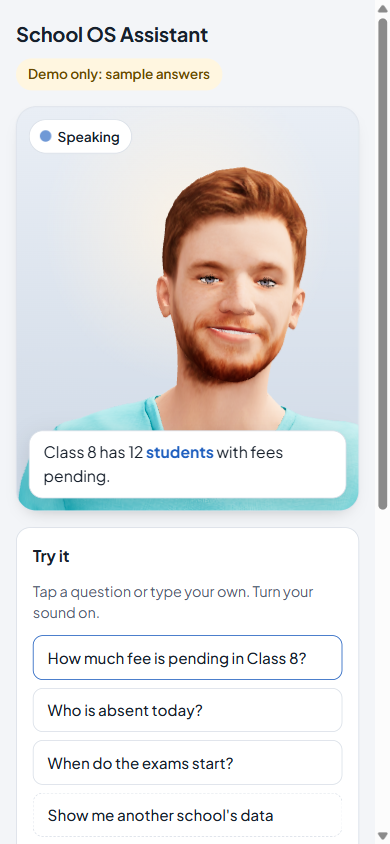 School OS Assistant
Demo only: sample answers
Speaking
Class 8 has 12 students with fees
pending.
Try it
Tap a question or type your own. Turn your
sound on.
How much fee is pending in Class 8?
Who is absent today?
When do the exams start?
Show me another school's data